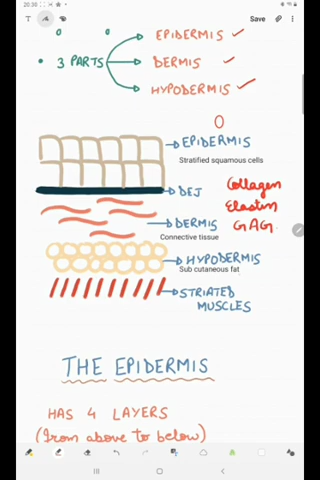 20:30
T
Save
EPIDERMIS
3 PARTS
DERMIS
HYPODERMIS
EPIDERMIS
Stratified squamous cells
DEJ
Collagen
Elastin
GAG
DERMIS
Connective tissue
HYPODERMIS
Sub cutaneous fat
STRIATED
MUSCLES
THE EPIDERMIS
HAS 4 LAYERS
(from above to below)